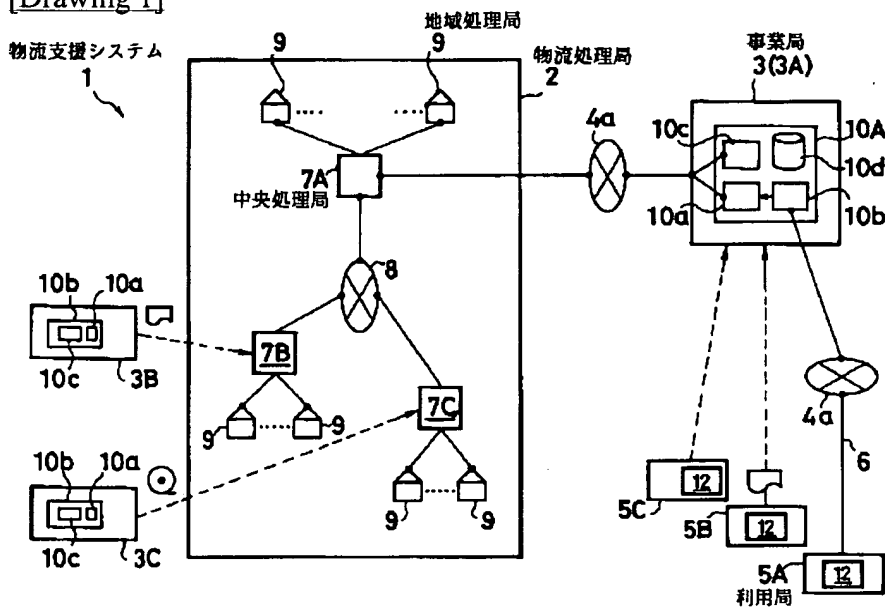 [Drawing 1]
物流支援システム
1
地域処理局
9
9
物流処理局
2
事業局
3(3A)
4a
10c
10A
10d
7A
中央処理局
10a
10b
8
10b
10a
10c
3B
7B
9
9
7C
4a
6
10b
10a
10c
3C
9
9
12
5C
12
5B
12
5A
利用局